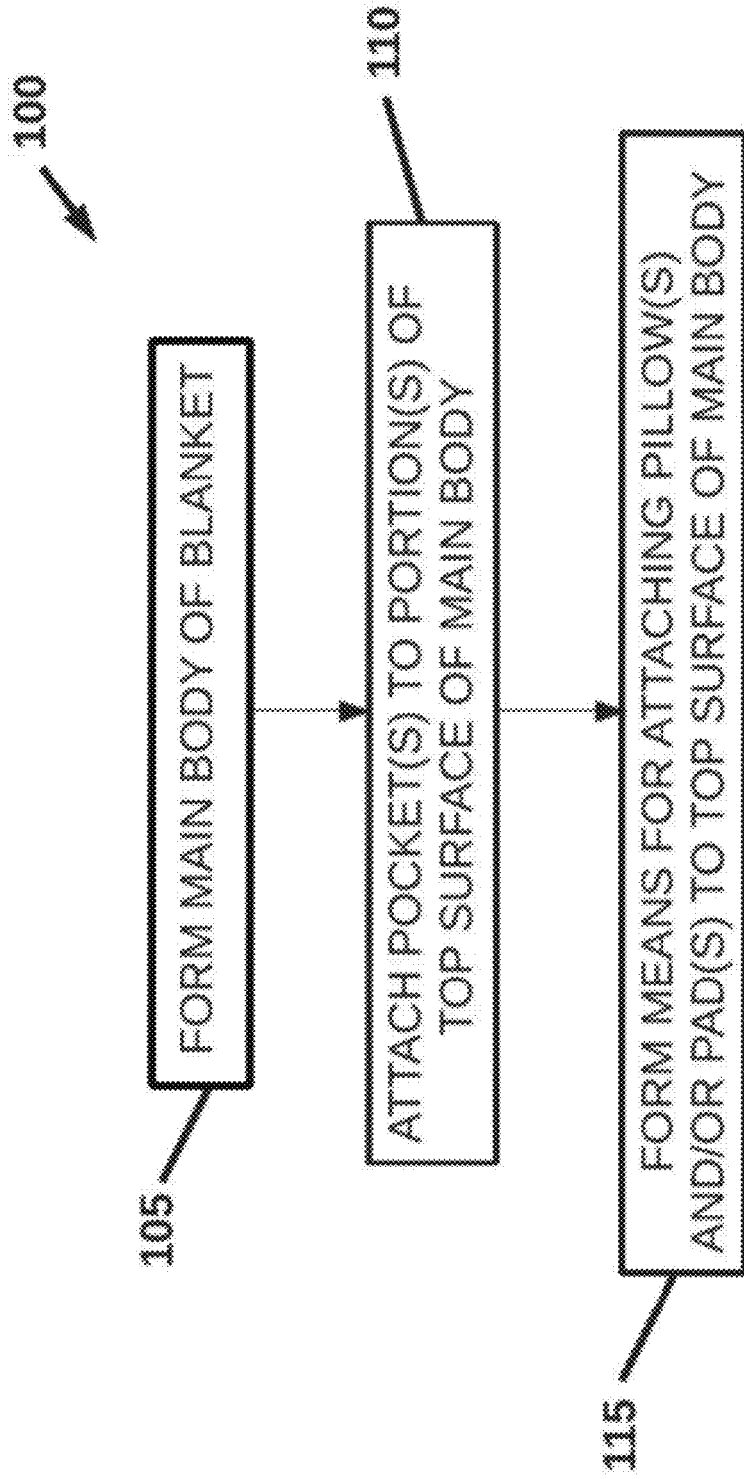 100
105
FORM MAIN BODY OF BLANKET
110
ATTACH POCKET(S) TO PORTION(S) OF
TOP SURFACE OF MAIN BODY
115
FORM MEANS FOR ATTACHING PILLOW(S)
AND/OR PAD(S) TO TOP SURFACE OF MAIN BODY